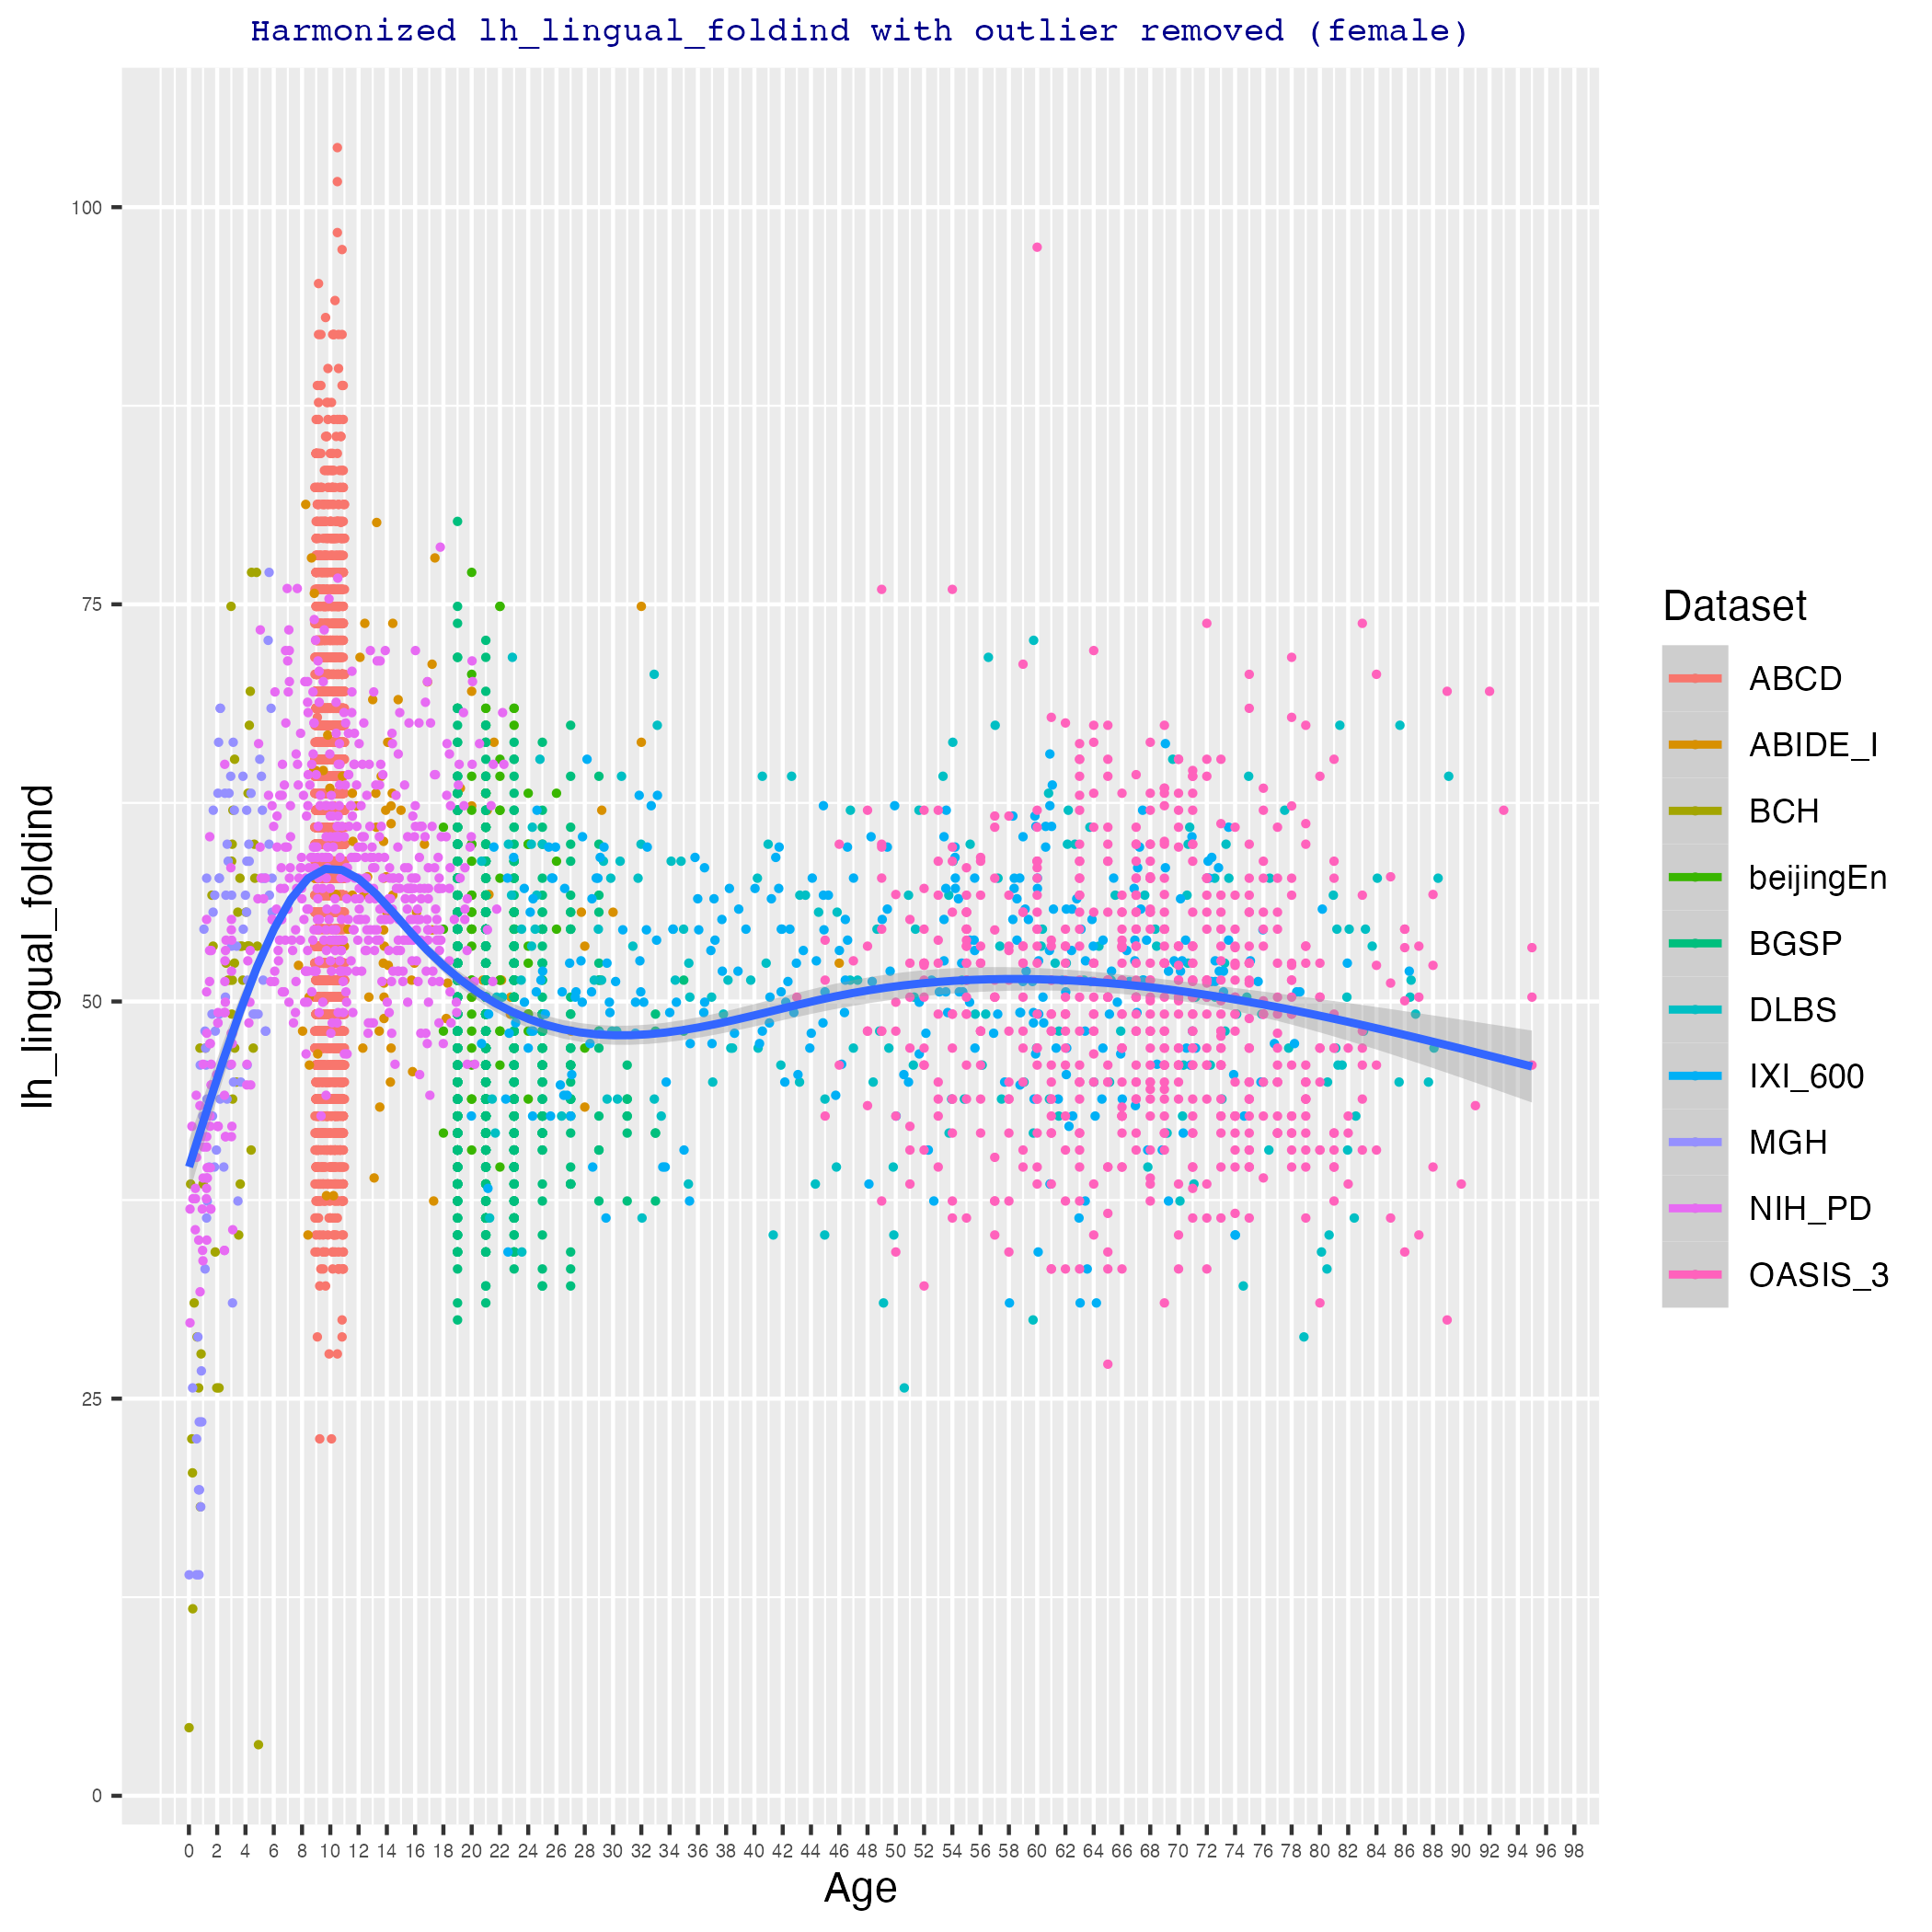 Harmonized lh_lingual_foldind with outlier removed (female)
lh_lingual_foldind
100
75
50
25
0
0 2 4 6 8 10 12 14 16 18 20 22 24 26 28 30 32 34 36 38 40 42 44 46 48 50 52 54 56 58 60 62 64 66 68 70 72 74 76 78 80 82 84 86 88 90 92 94 96 98
Age
Dataset
ABCD
ABIDE_I
BCH
beijingEn
BGSP
DLBS
IXI_600
MGH
NIH_PD
OASIS_3